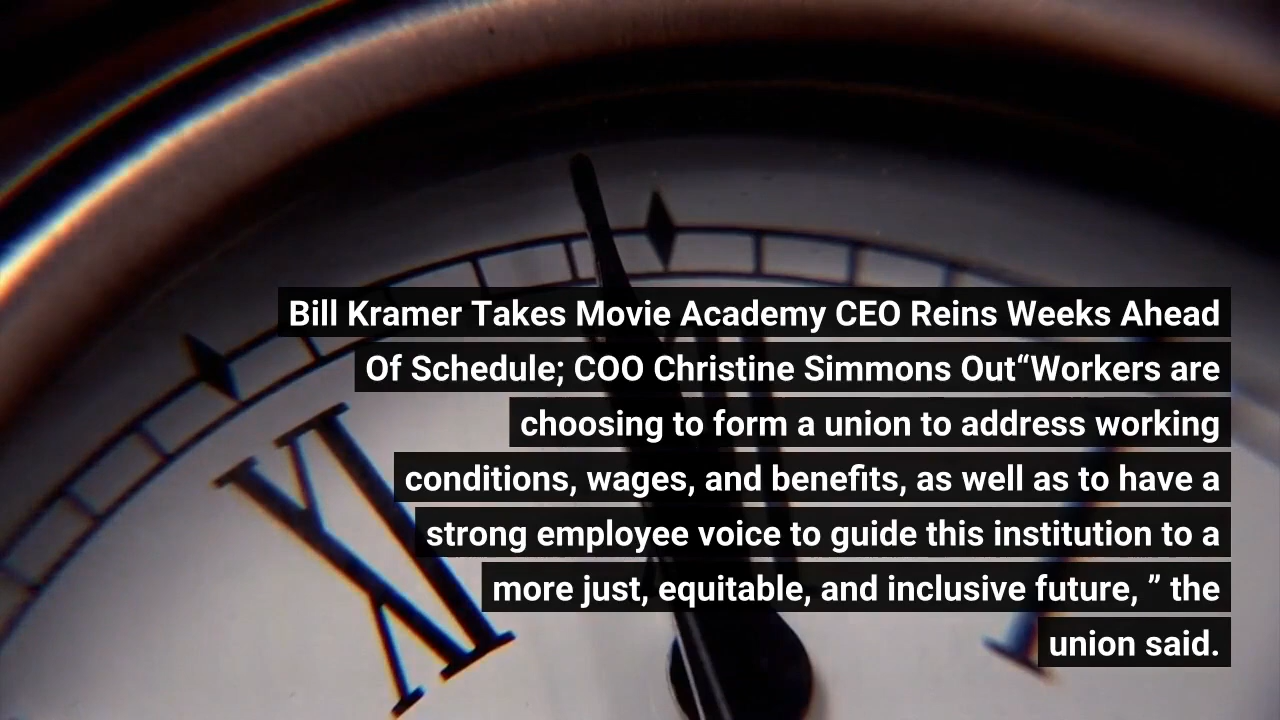 Bill Kramer Takes Movie Academy CEO Reins Weeks Ahead
Of Schedule; COO Christine Simmons Out“Workers are
choosing to form a union to address working
conditions, wages, and benefits, as well as to have a
strong employee voice to guide this institution to a
more just, equitable, and inclusive future, ” the
union said.
XI
I